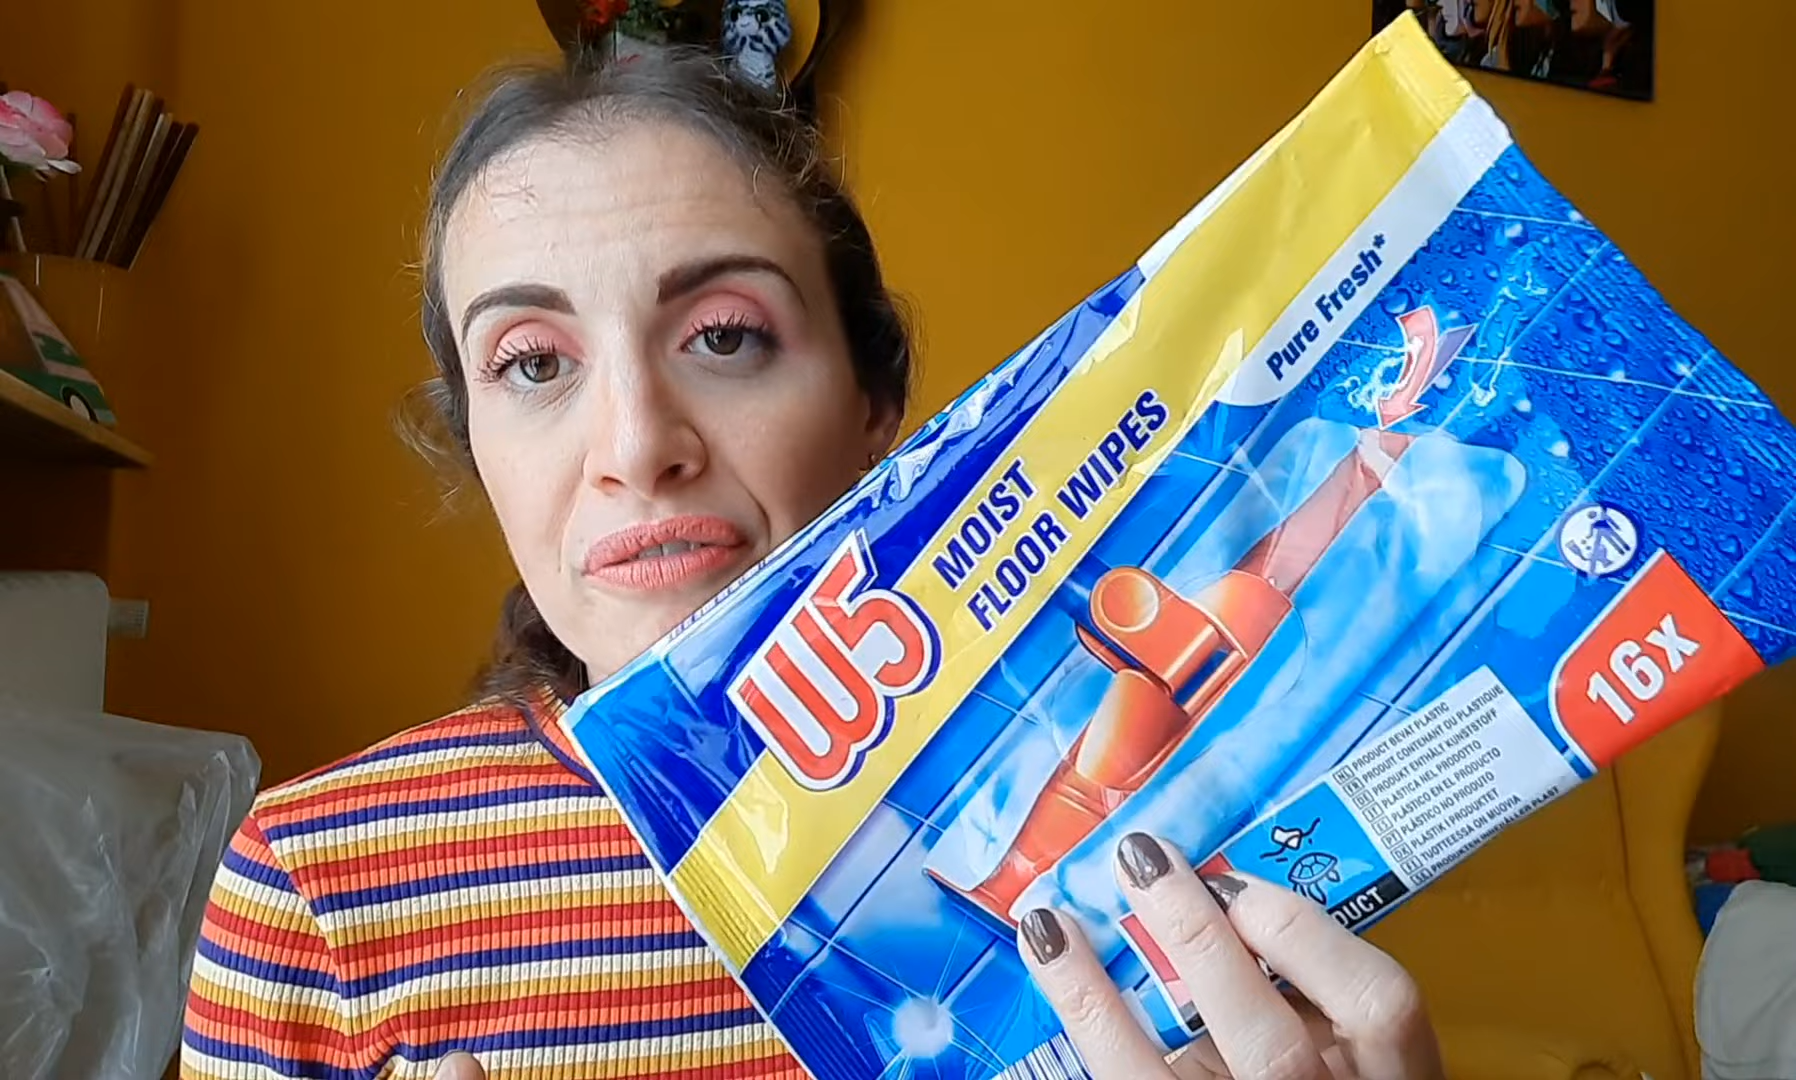 Pure Fresh*
MOIST
FLOOR WIPES
W5
16x
NL PRODUCT BEVAT PLASTIC
FR PRODUIT CONTENANT DU PLASTIQUE
DE PRODUKT ENTHÄLT KUNSTSTOFF
IT PLASTICA NEL PRODOTTO
ES PLÁSTICO EN EL PRODUCTO
PT PLÁSTICO NO PRODUTO
DK PLASTIK I PRODUKTET
FI TUOTTEESSA ON MUOVIA
SE PRODUKTEN INNEHÅLLER PLAST
DUCT